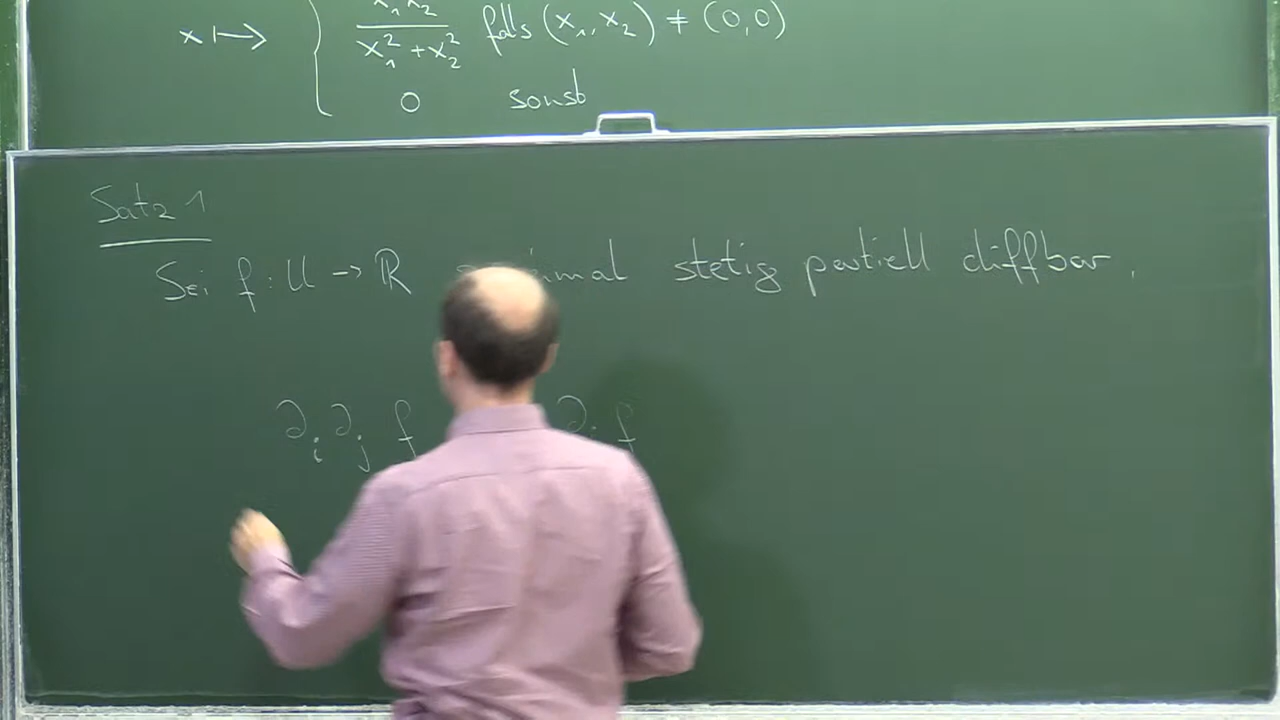 x ↦ { x₁x₂ / (x₁² + x₂²) falls (x₁, x₂) ≠ (0,0)
0 sonst
Satz 1
Sei f : U → ℝ stetig partiell diffbar,
∂ᵢ∂ⱼ f ∂ f